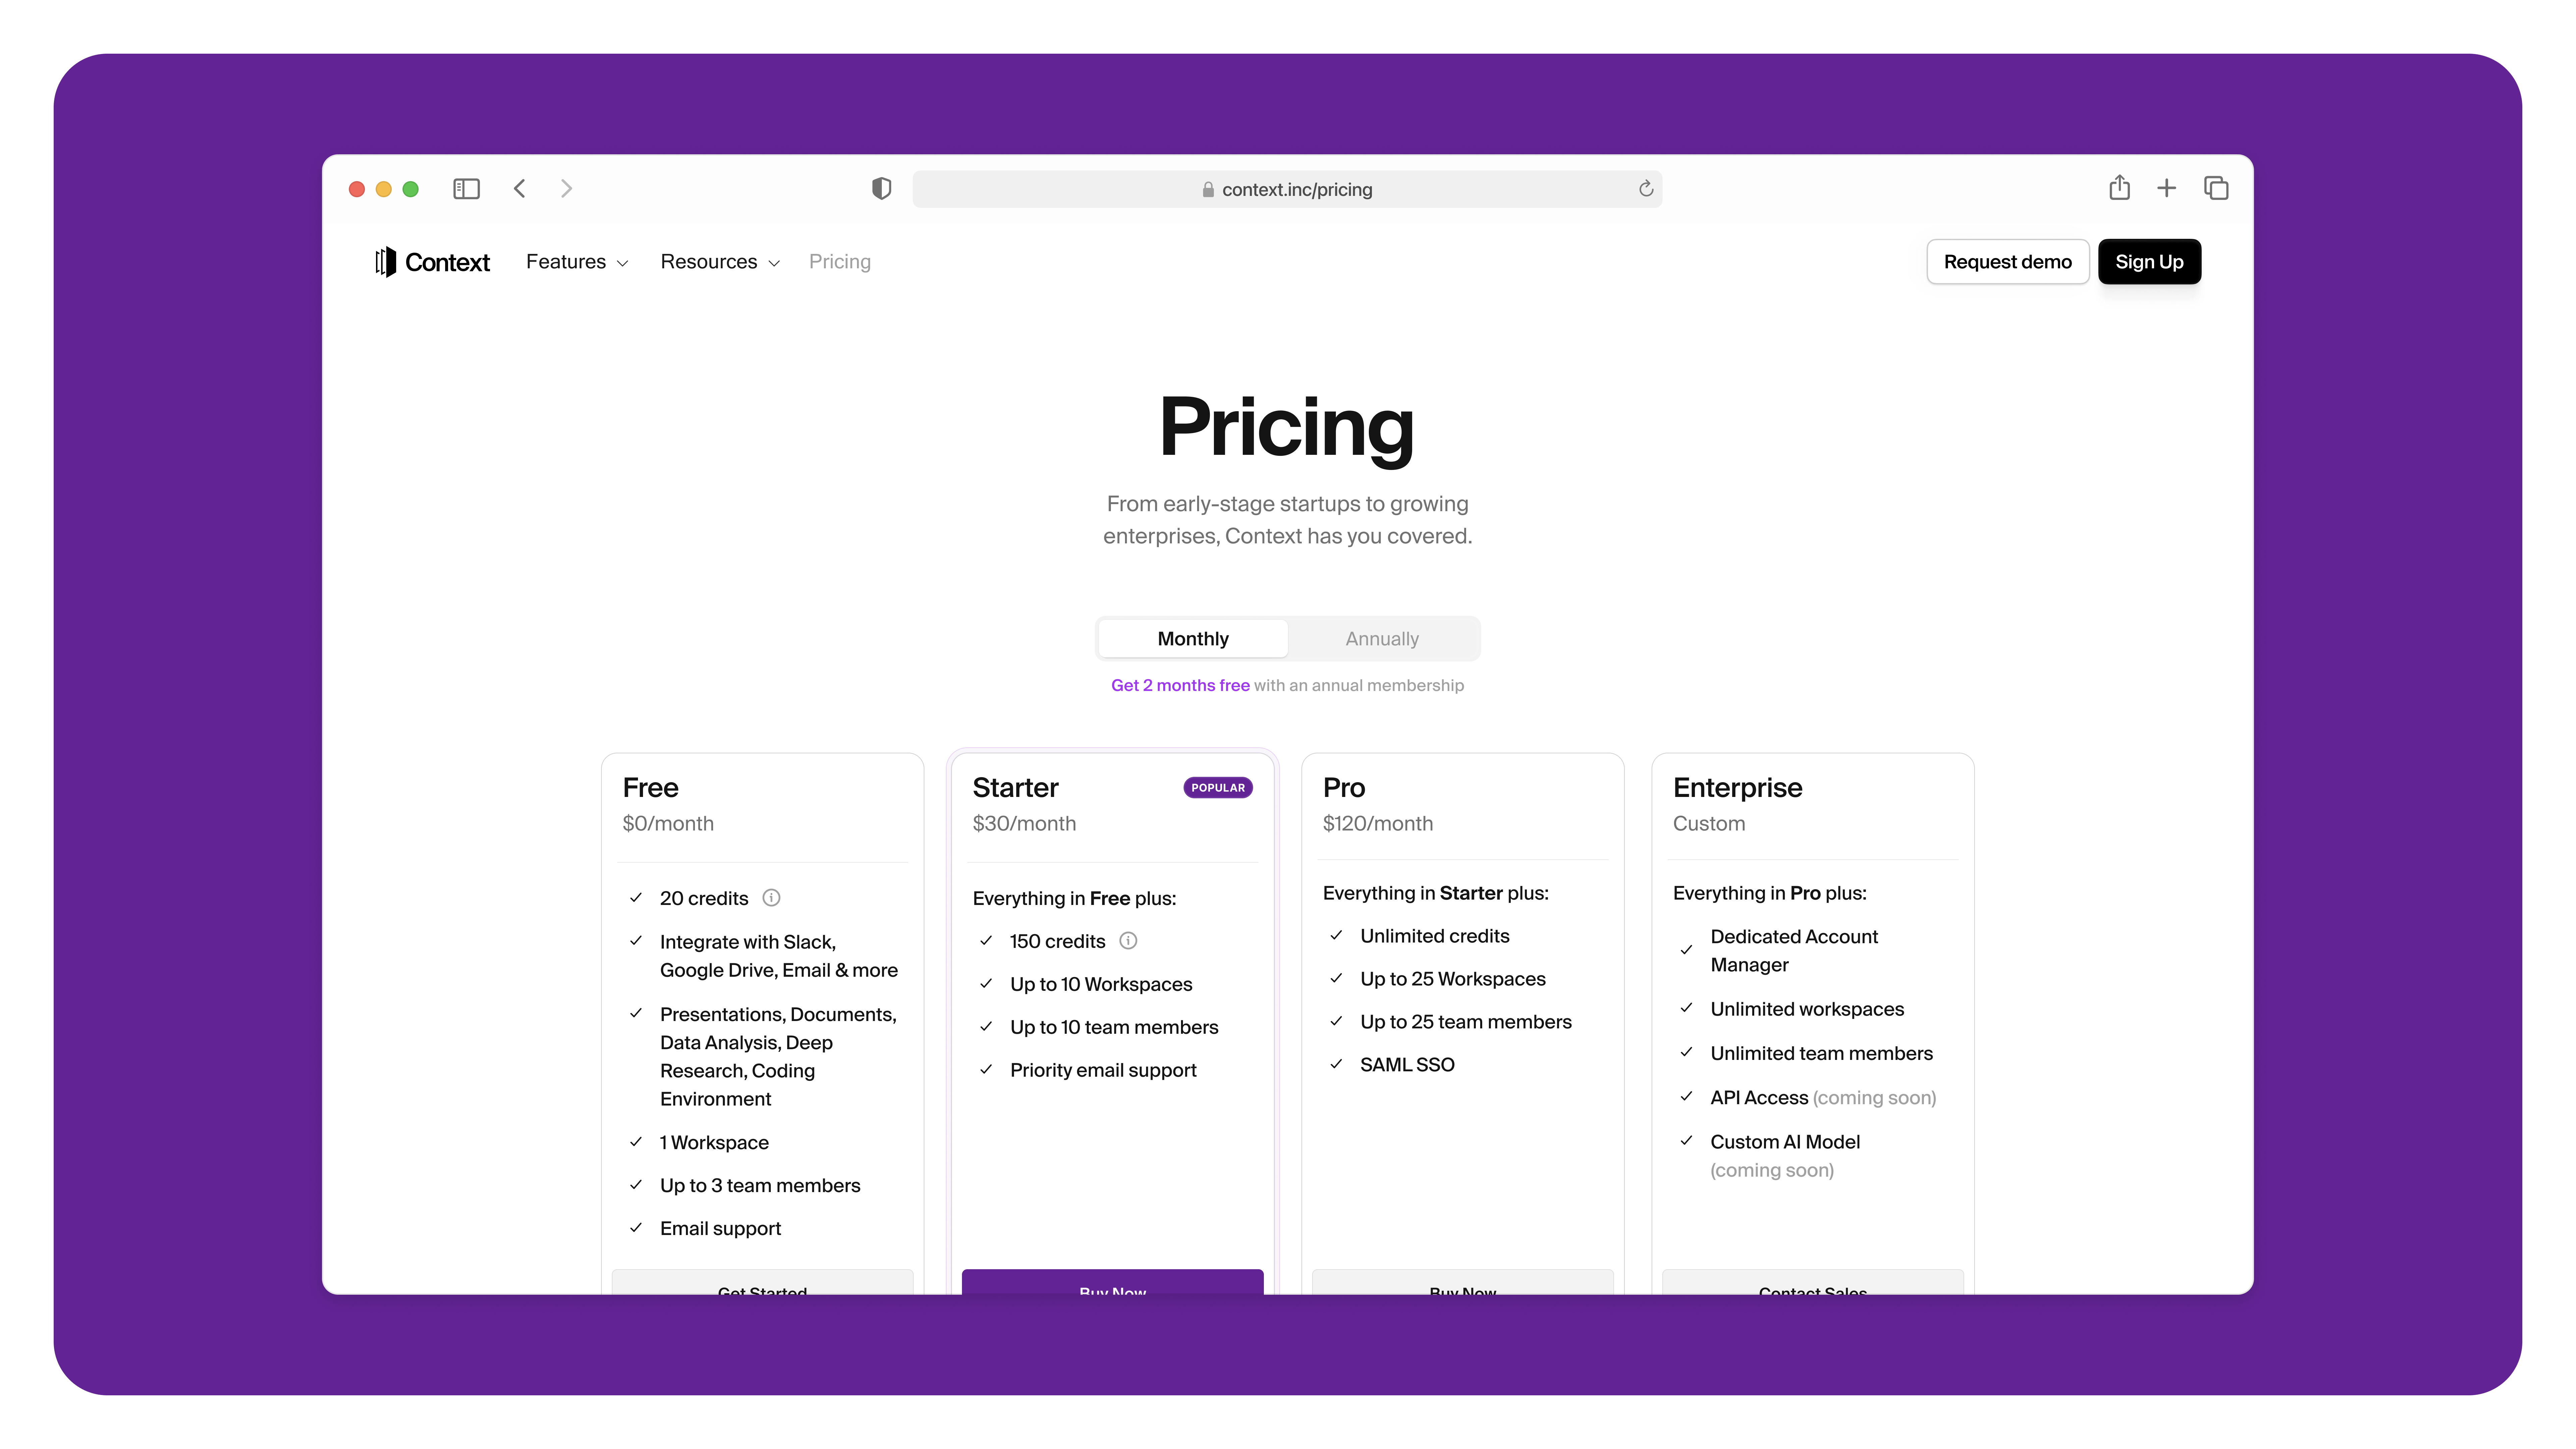 context.inc/pricing
Context
Features
Resources
Pricing
Request demo
Sign Up
Pricing
From early-stage startups to growing
enterprises, Context has you covered.
Monthly
Annually
Get 2 months free with an annual membership
Free
$0/month
20 credits
Integrate with Slack,
Google Drive, Email & more
Presentations, Documents,
Data Analysis, Deep
Research, Coding
Environment
1 Workspace
Up to 3 team members
Email support
Get Started
Starter
POPULAR
$30/month
Everything in Free plus:
150 credits
Up to 10 Workspaces
Up to 10 team members
Priority email support
Buy Now
Pro
$120/month
Everything in Starter plus:
Unlimited credits
Up to 25 Workspaces
Up to 25 team members
SAML SSO
Buy Now
Enterprise
Custom
Everything in Pro plus:
Dedicated Account
Manager
Unlimited workspaces
Unlimited team members
API Access (coming soon)
Custom AI Model
(coming soon)
Contact Sales